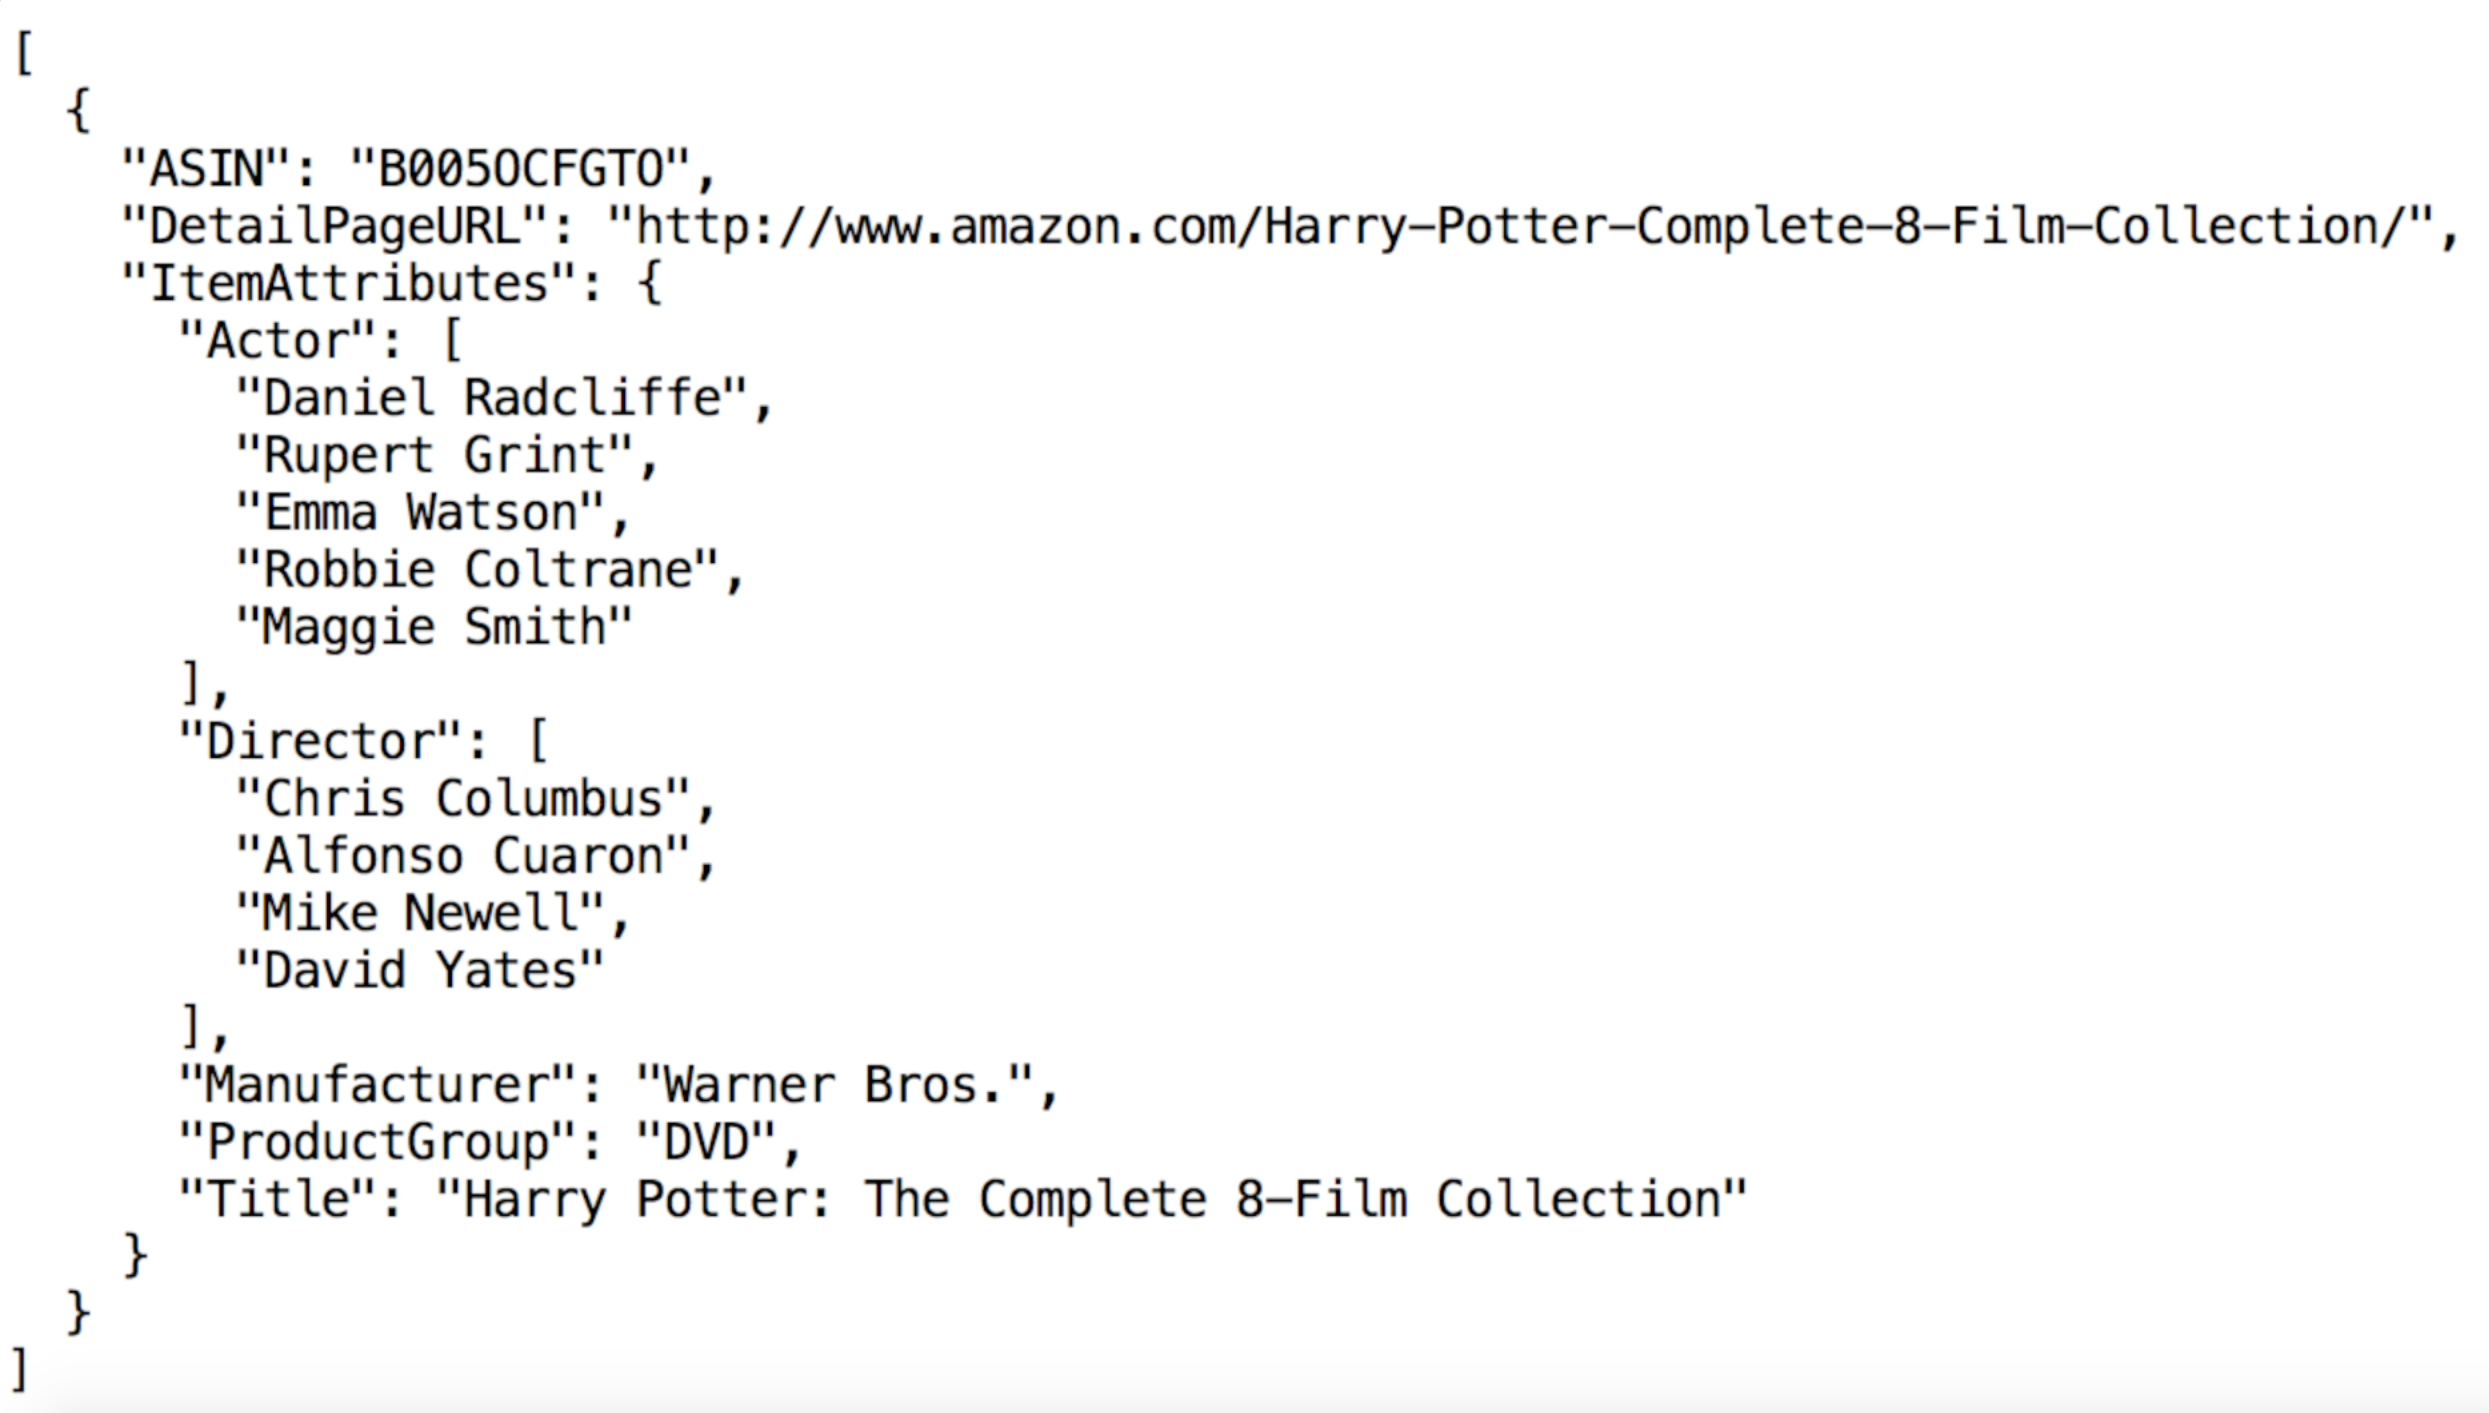 [
  {
    "ASIN": "B005OCFGTO",
    "DetailPageURL": "http://www.amazon.com/Harry-Potter-Complete-8-Film-Collection/",
    "ItemAttributes": {
      "Actor": [
        "Daniel Radcliffe",
        "Rupert Grint",
        "Emma Watson",
        "Robbie Coltrane",
        "Maggie Smith"
      ],
      "Director": [
        "Chris Columbus",
        "Alfonso Cuaron",
        "Mike Newell",
        "David Yates"
      ],
      "Manufacturer": "Warner Bros.",
      "ProductGroup": "DVD",
      "Title": "Harry Potter: The Complete 8-Film Collection"
    }
  }
]